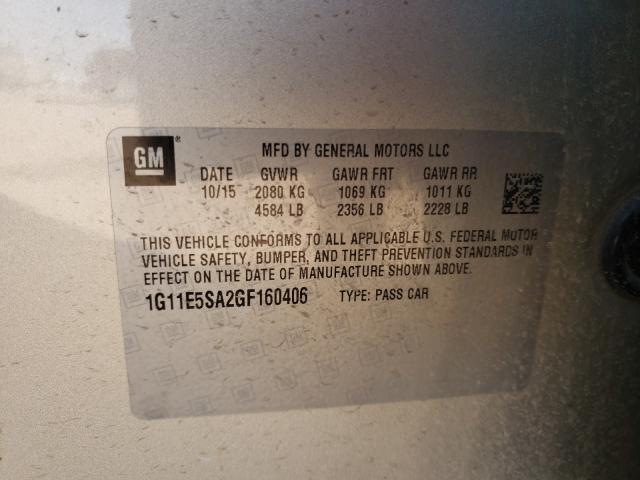 GM ®
MFD BY GENERAL MOTORS LLC
DATE GVWR GAWR FRT GAWR RR
10/15 2080 KG 1069 KG 1011 KG
4584 LB 2356 LB 2228 LB
THIS VEHICLE CONFORMS TO ALL APPLICABLE U.S. FEDERAL MOTOR
VEHICLE SAFETY, BUMPER, AND THEFT PREVENTION STANDARDS IN
EFFECT ON THE DATE OF MANUFACTURE SHOWN ABOVE.
1G11E5SA2GF160406 TYPE: PASS CAR